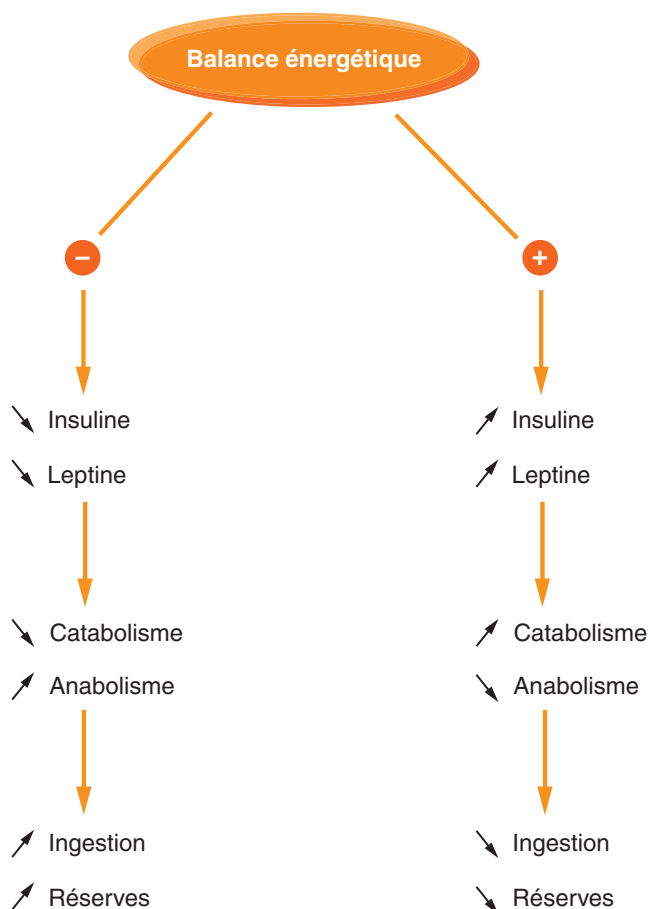 Balance énergétique
− +
↘ Insuline ↗ Insuline
↘ Leptine ↗ Leptine
↘ Catabolisme ↗ Catabolisme
↗ Anabolisme ↘ Anabolisme
↗ Ingestion ↘ Ingestion
↗ Réserves ↘ Réserves